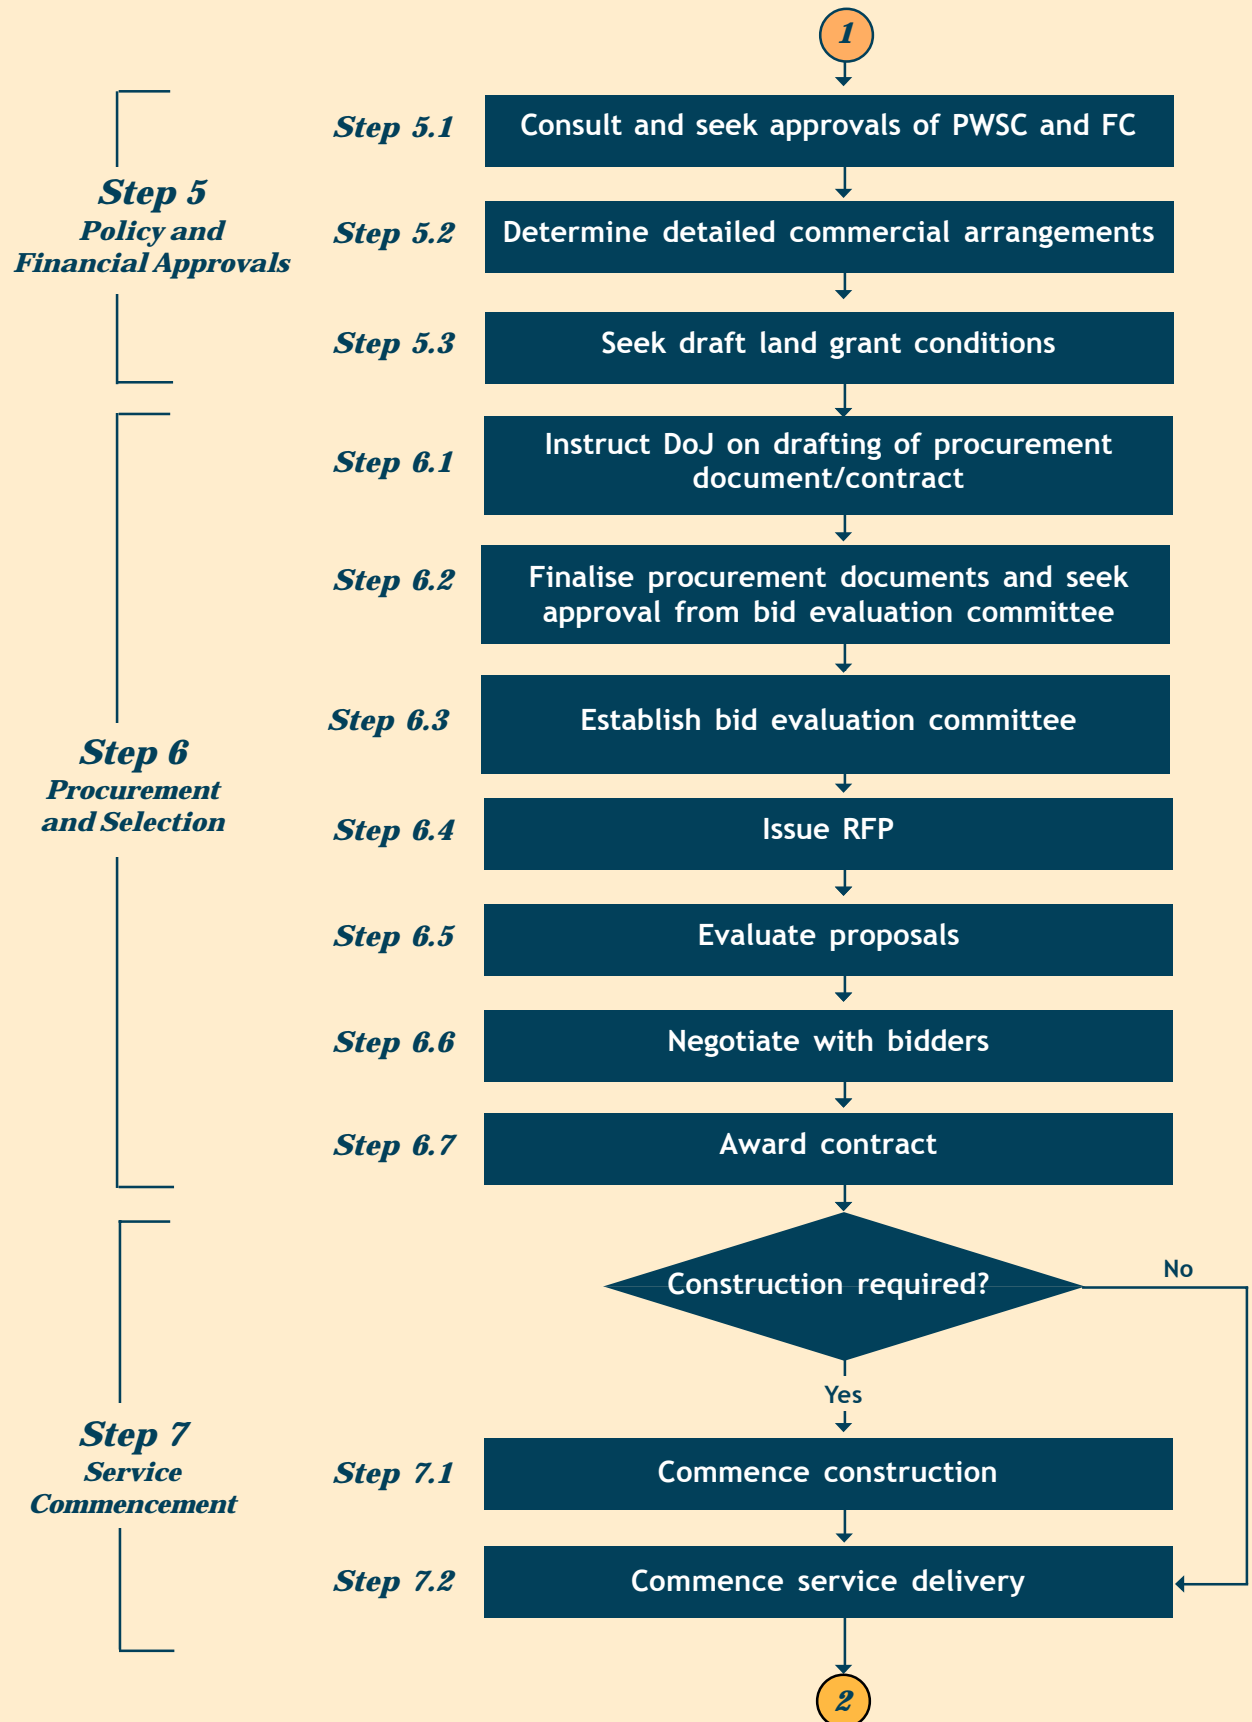 1
Step 5.1
Consult and seek approvals of PWSC and FC
Step 5
Policy and
Financial Approvals
Step 5.2
Determine detailed commercial arrangements
Step 5.3
Seek draft land grant conditions
Step 6.1
Instruct DoJ on drafting of procurement
document/contract
Step 6.2
Finalise procurement documents and seek
approval from bid evaluation committee
Step 6.3
Establish bid evaluation committee
Step 6
Procurement
and Selection
Step 6.4
Issue RFP
Step 6.5
Evaluate proposals
Step 6.6
Negotiate with bidders
Step 6.7
Award contract
Construction required?
No
Yes
Step 7
Service
Commencement
Step 7.1
Commence construction
Step 7.2
Commence service delivery
2